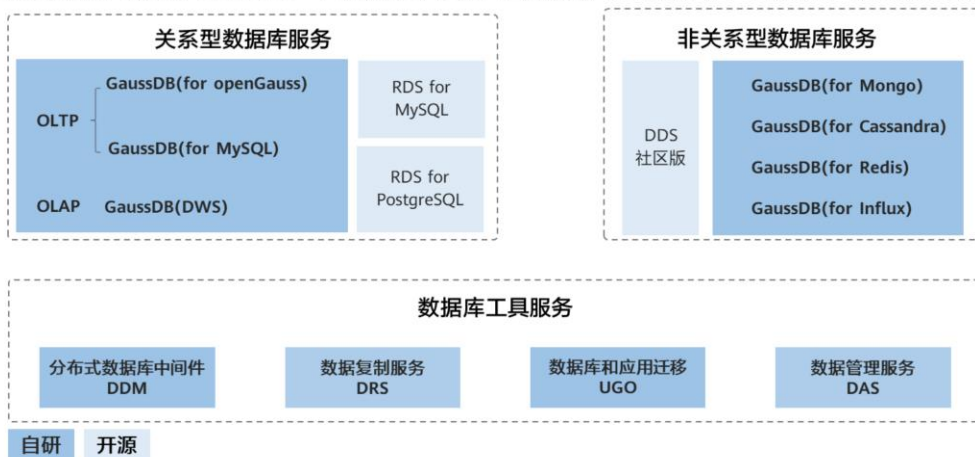 关系型数据库服务
OLTP
GaussDB(for openGauss)
GaussDB(for MySQL)
OLAP
GaussDB(DWS)
RDS for
MySQL
RDS for
PostgreSQL
非关系型数据库服务
DDS
社区版
GaussDB(for Mongo)
GaussDB(for Cassandra)
GaussDB(for Redis)
GaussDB(for Influx)
数据库工具服务
分布式数据库中间件
DDM
数据复制服务
DRS
数据库和应用迁移
UGO
数据管理服务
DAS
自研
开源